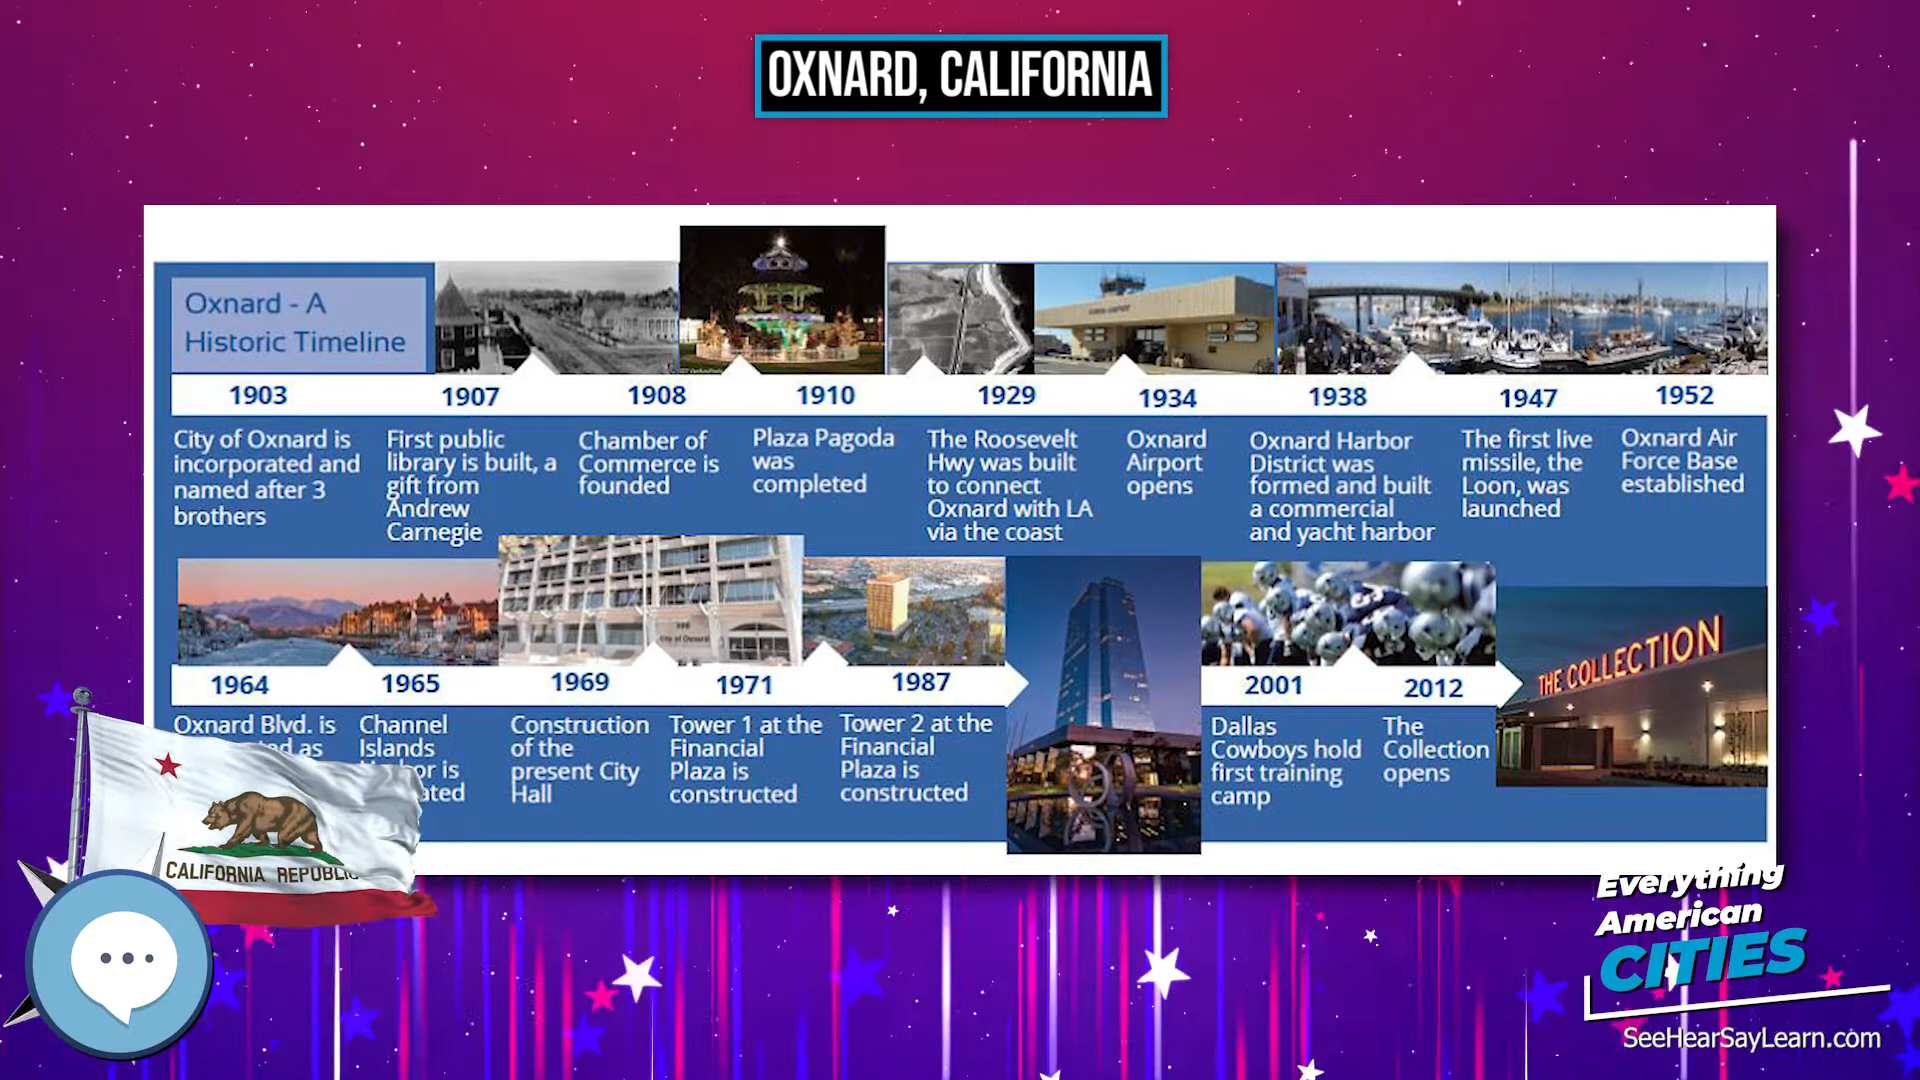 OXNARD, CALIFORNIA
Oxnard - A
Historic Timeline
1903
City of Oxnard is
incorporated and
named after 3
brothers
1907
First public
library is built, a
gift from
Andrew
Carnegie
1908
Chamber of
Commerce is
founded
1910
Plaza Pagoda
was
completed
1929
The Roosevelt
Hwy was built
to connect
Oxnard with LA
via the coast
1934
Oxnard
Airport
opens
1938
Oxnard Harbor
District was
formed and built
a commercial
and yacht harbor
1947
The first live
missile, the
Loon, was
launched
1952
Oxnard Air
Force Base
established
1964
Oxnard Blvd. is
as
1965
Channel
Islands
is
1969
Construction
of the
present City
Hall
1971
Tower 1 at the
Financial
Plaza is
constructed
1987
Tower 2 at the
Financial
Plaza is
constructed
2001
Dallas
Cowboys hold
first training
camp
2012
The
Collection
opens
City of Oxnard
THE COLLECTION
CALIFORNIA REPUBLIC
Everything
American
CITIES
SeeHearSayLearn.com